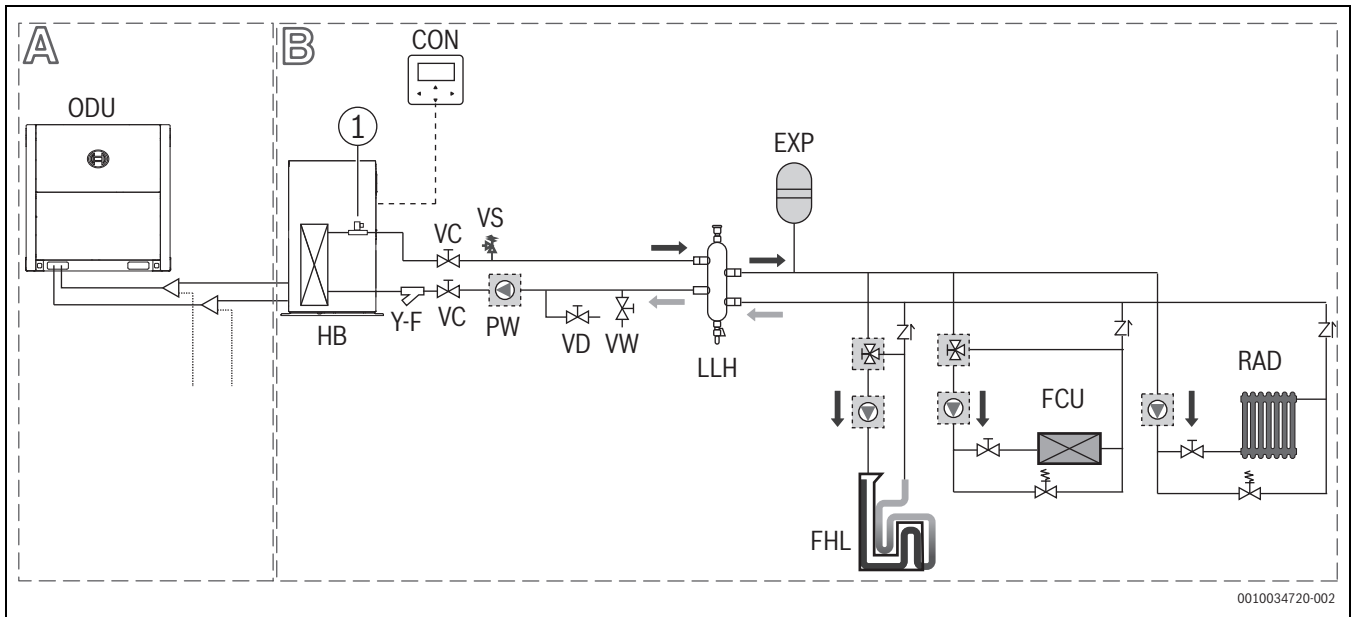 A
B
CON
ODU
1
EXP
VC
VS
HB
Y-F
VC
PW
VD
VW
LLH
FCU
RAD
FHL
0010034720-002